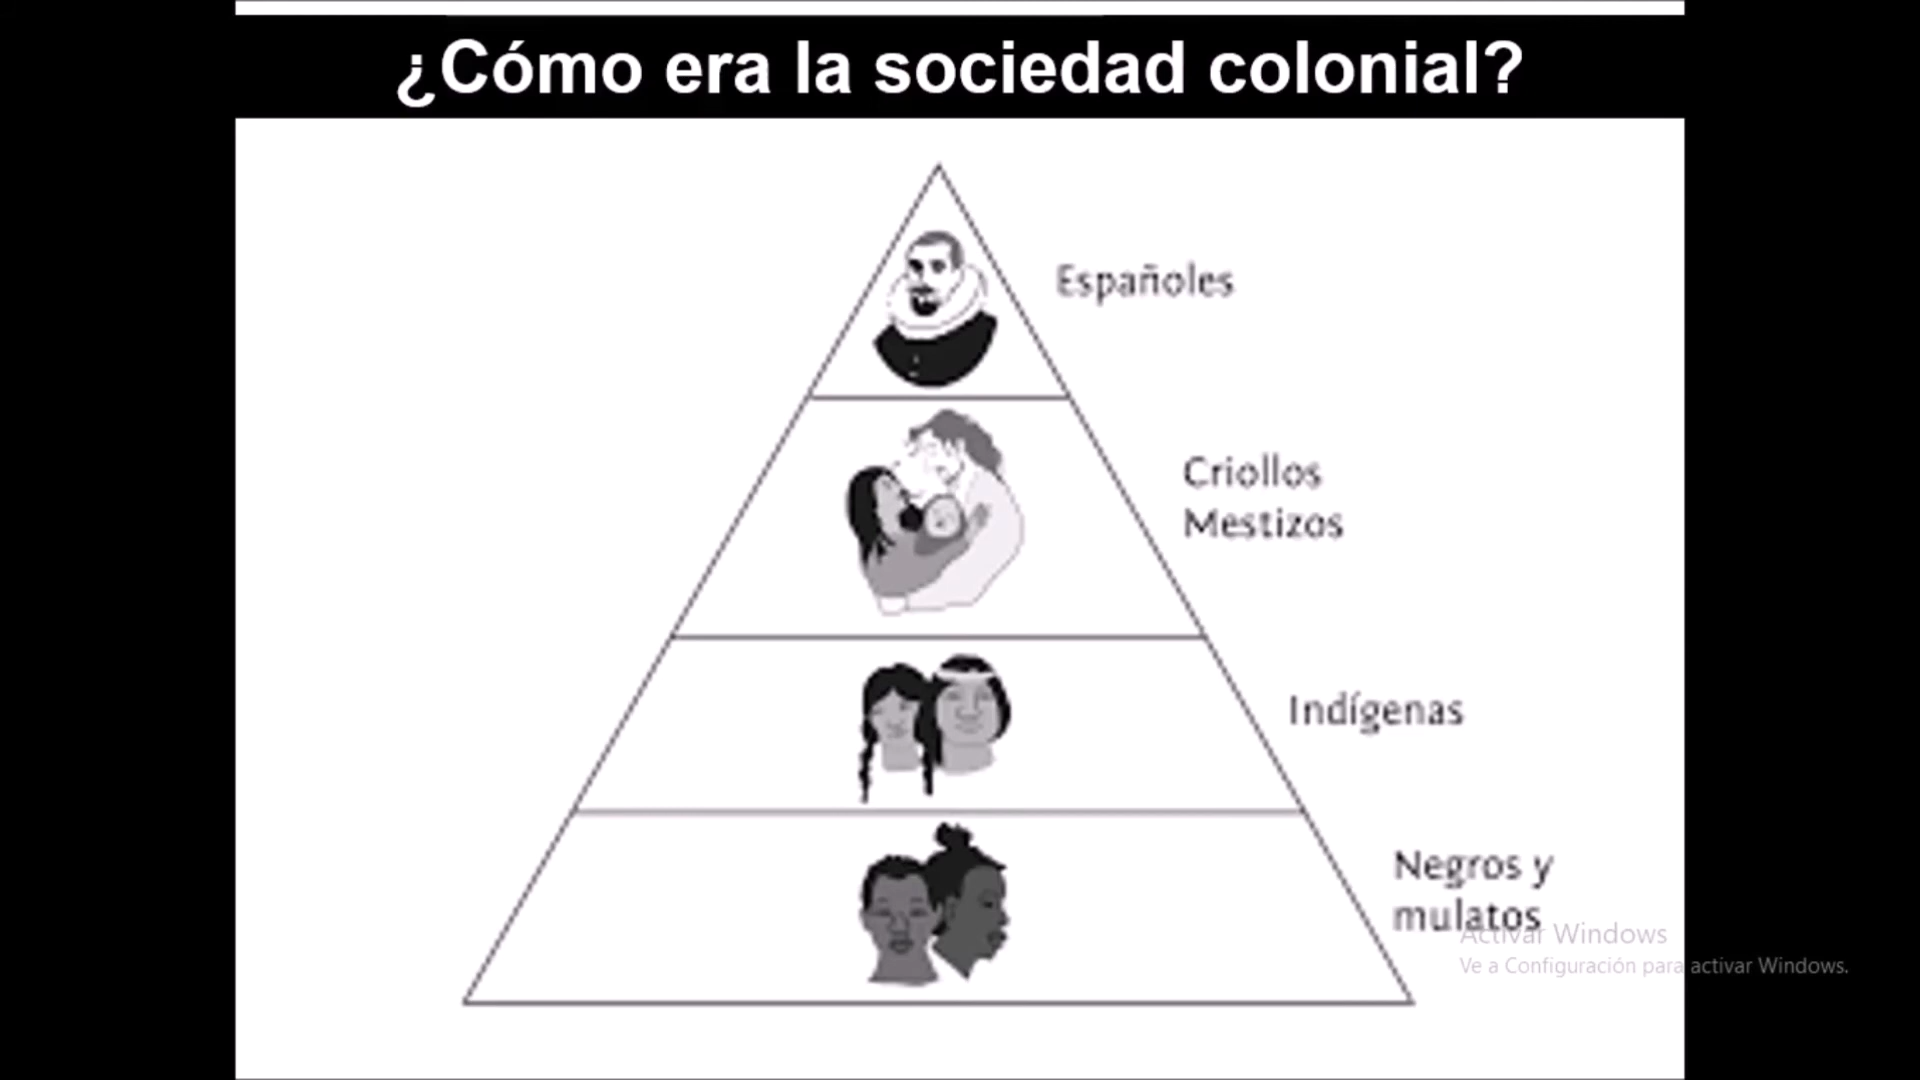 ¿Cómo era la sociedad colonial?
Españoles
Criollos
Mestizos
Indígenas
Negros y
mulatos
Activar Windows
Ve a Configuración para activar Windows.